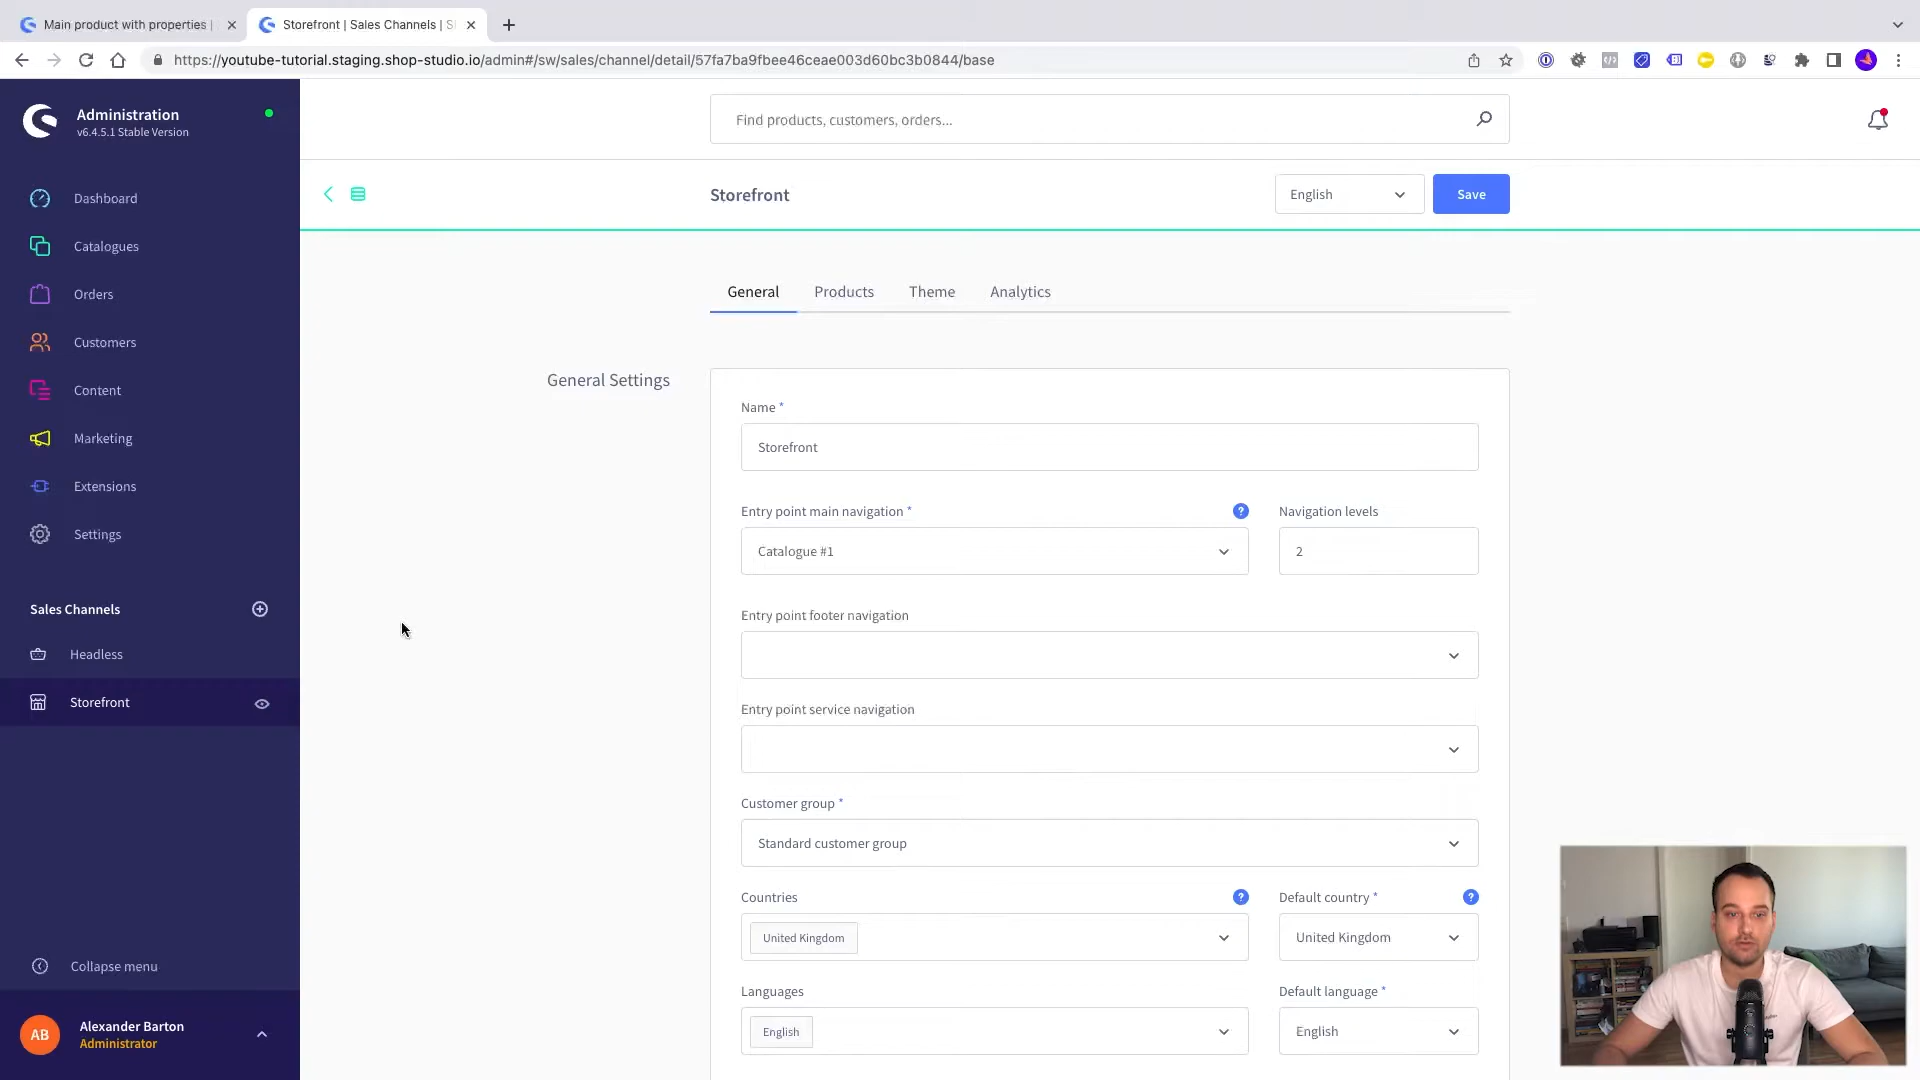 Main product with properties |
Storefront | Sales Channels | S
https://youtube-tutorial.staging.shop-studio.io/admin#/sw/sales/channel/detail/57fa7ba9fbee46ceae003d60bc3b0844/base
Administration
v6.4.5.1 Stable Version
Find products, customers, orders...
Storefront
English
Save
Dashboard
Catalogues
Orders
Customers
Content
Marketing
Extensions
Settings
Sales Channels
Headless
Storefront
Collapse menu
AB
Alexander Barton
Administrator
General
Products
Theme
Analytics
General Settings
Name *
Storefront
Entry point main navigation *
?
Navigation levels
Catalogue #1
2
Entry point footer navigation
Entry point service navigation
Customer group *
Standard customer group
Countries
?
Default country *
?
United Kingdom
United Kingdom
Languages
Default language *
English
English